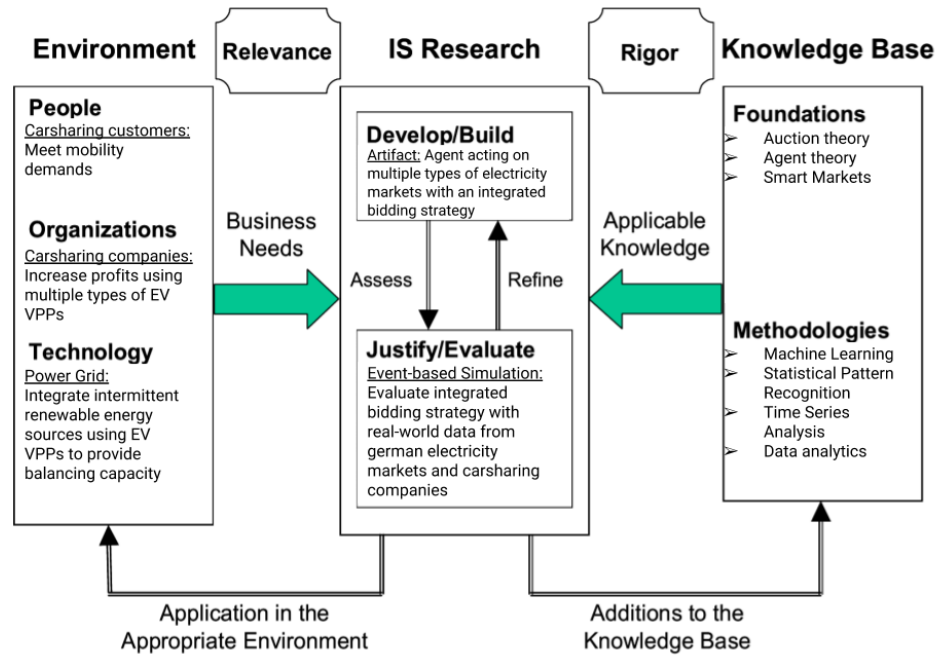 Environment
Relevance
IS Research
Rigor
Knowledge Base
People
Carsharing customers:
Meet mobility
demands
Organizations
Carsharing companies:
Increase profits using
multiple types of EV
VPPs
Technology
Power Grid:
Integrate intermittent
renewable energy
sources using EV
VPPs to provide
balancing capacity
Business
Needs
Develop/Build
Artifact: Agent acting on
multiple types of electricity
markets with an integrated
bidding strategy
Assess
Refine
Justify/Evaluate
Event-based Simulation:
Evaluate integrated
bidding strategy with
real-world data from
german electricity
markets and carsharing
companies
Applicable
Knowledge
Foundations
➢ Auction theory
➢ Agent theory
➢ Smart Markets
Methodologies
➢ Machine Learning
➢ Statistical Pattern
Recognition
➢ Time Series
Analysis
➢ Data analytics
Application in the
Appropriate Environment
Additions to the
Knowledge Base